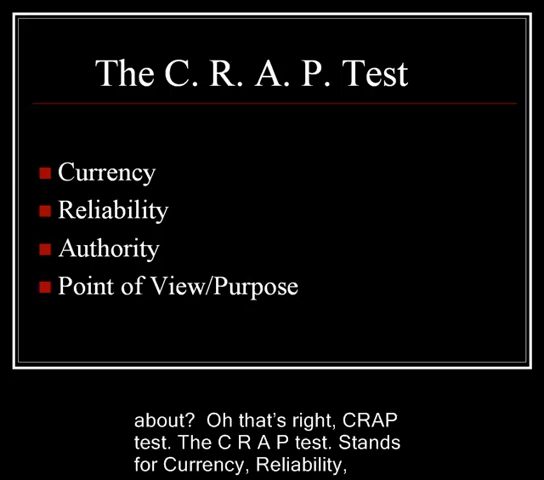 The C. R. A. P. Test
Currency
Reliability
Authority
Point of View/Purpose
about?  Oh that's right, CRAP
test. The C R A P test. Stands
for Currency, Reliability,